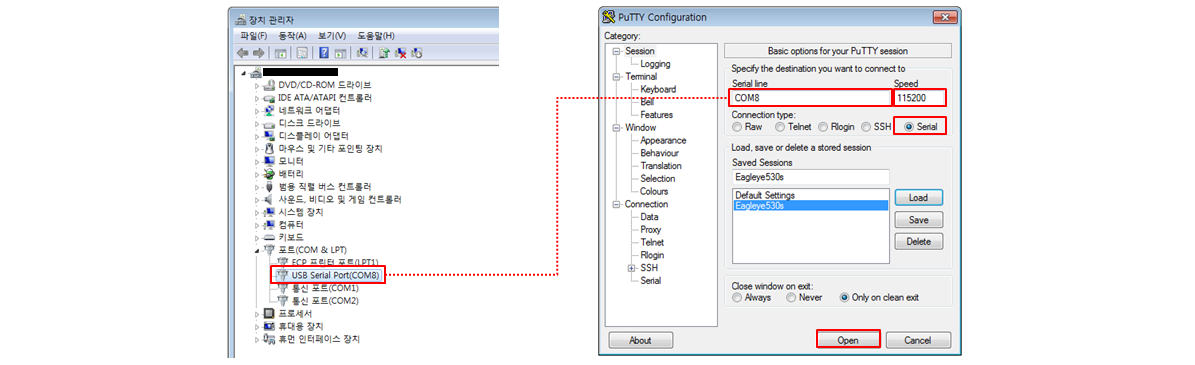 장치 관리자
파일(F) 동작(A) 보기(V) 도움말(H)
DVD/CD-ROM 드라이브
IDE ATA/ATAPI 컨트롤러
네트워크 어댑터
디스크 드라이브
디스플레이 어댑터
마우스 및 기타 포인팅 장치
모니터
배터리
범용 직렬 버스 컨트롤러
사운드, 비디오 및 게임 컨트롤러
시스템 장치
컴퓨터
키보드
포트(COM & LPT)
ECP 프린터 포트(LPT1)
USB Serial Port(COM8)
통신 포트(COM1)
통신 포트(COM2)
프로세서
휴대용 장치
휴먼 인터페이스 장치
PuTTY Configuration
Category:
Session
Logging
Terminal
Keyboard
Bell
Features
Window
Appearance
Behaviour
Translation
Selection
Colours
Connection
Data
Proxy
Telnet
Rlogin
SSH
Serial
Basic options for your PuTTY session
Specify the destination you want to connect to
Serial line Speed
COM8 115200
Connection type:
Raw Telnet Rlogin SSH Serial
Load, save or delete a stored session
Saved Sessions
Eagleye530s
Default Settings
Eagleye530s
Load
Save
Delete
Close window on exit:
Always Never Only on clean exit
About Open Cancel